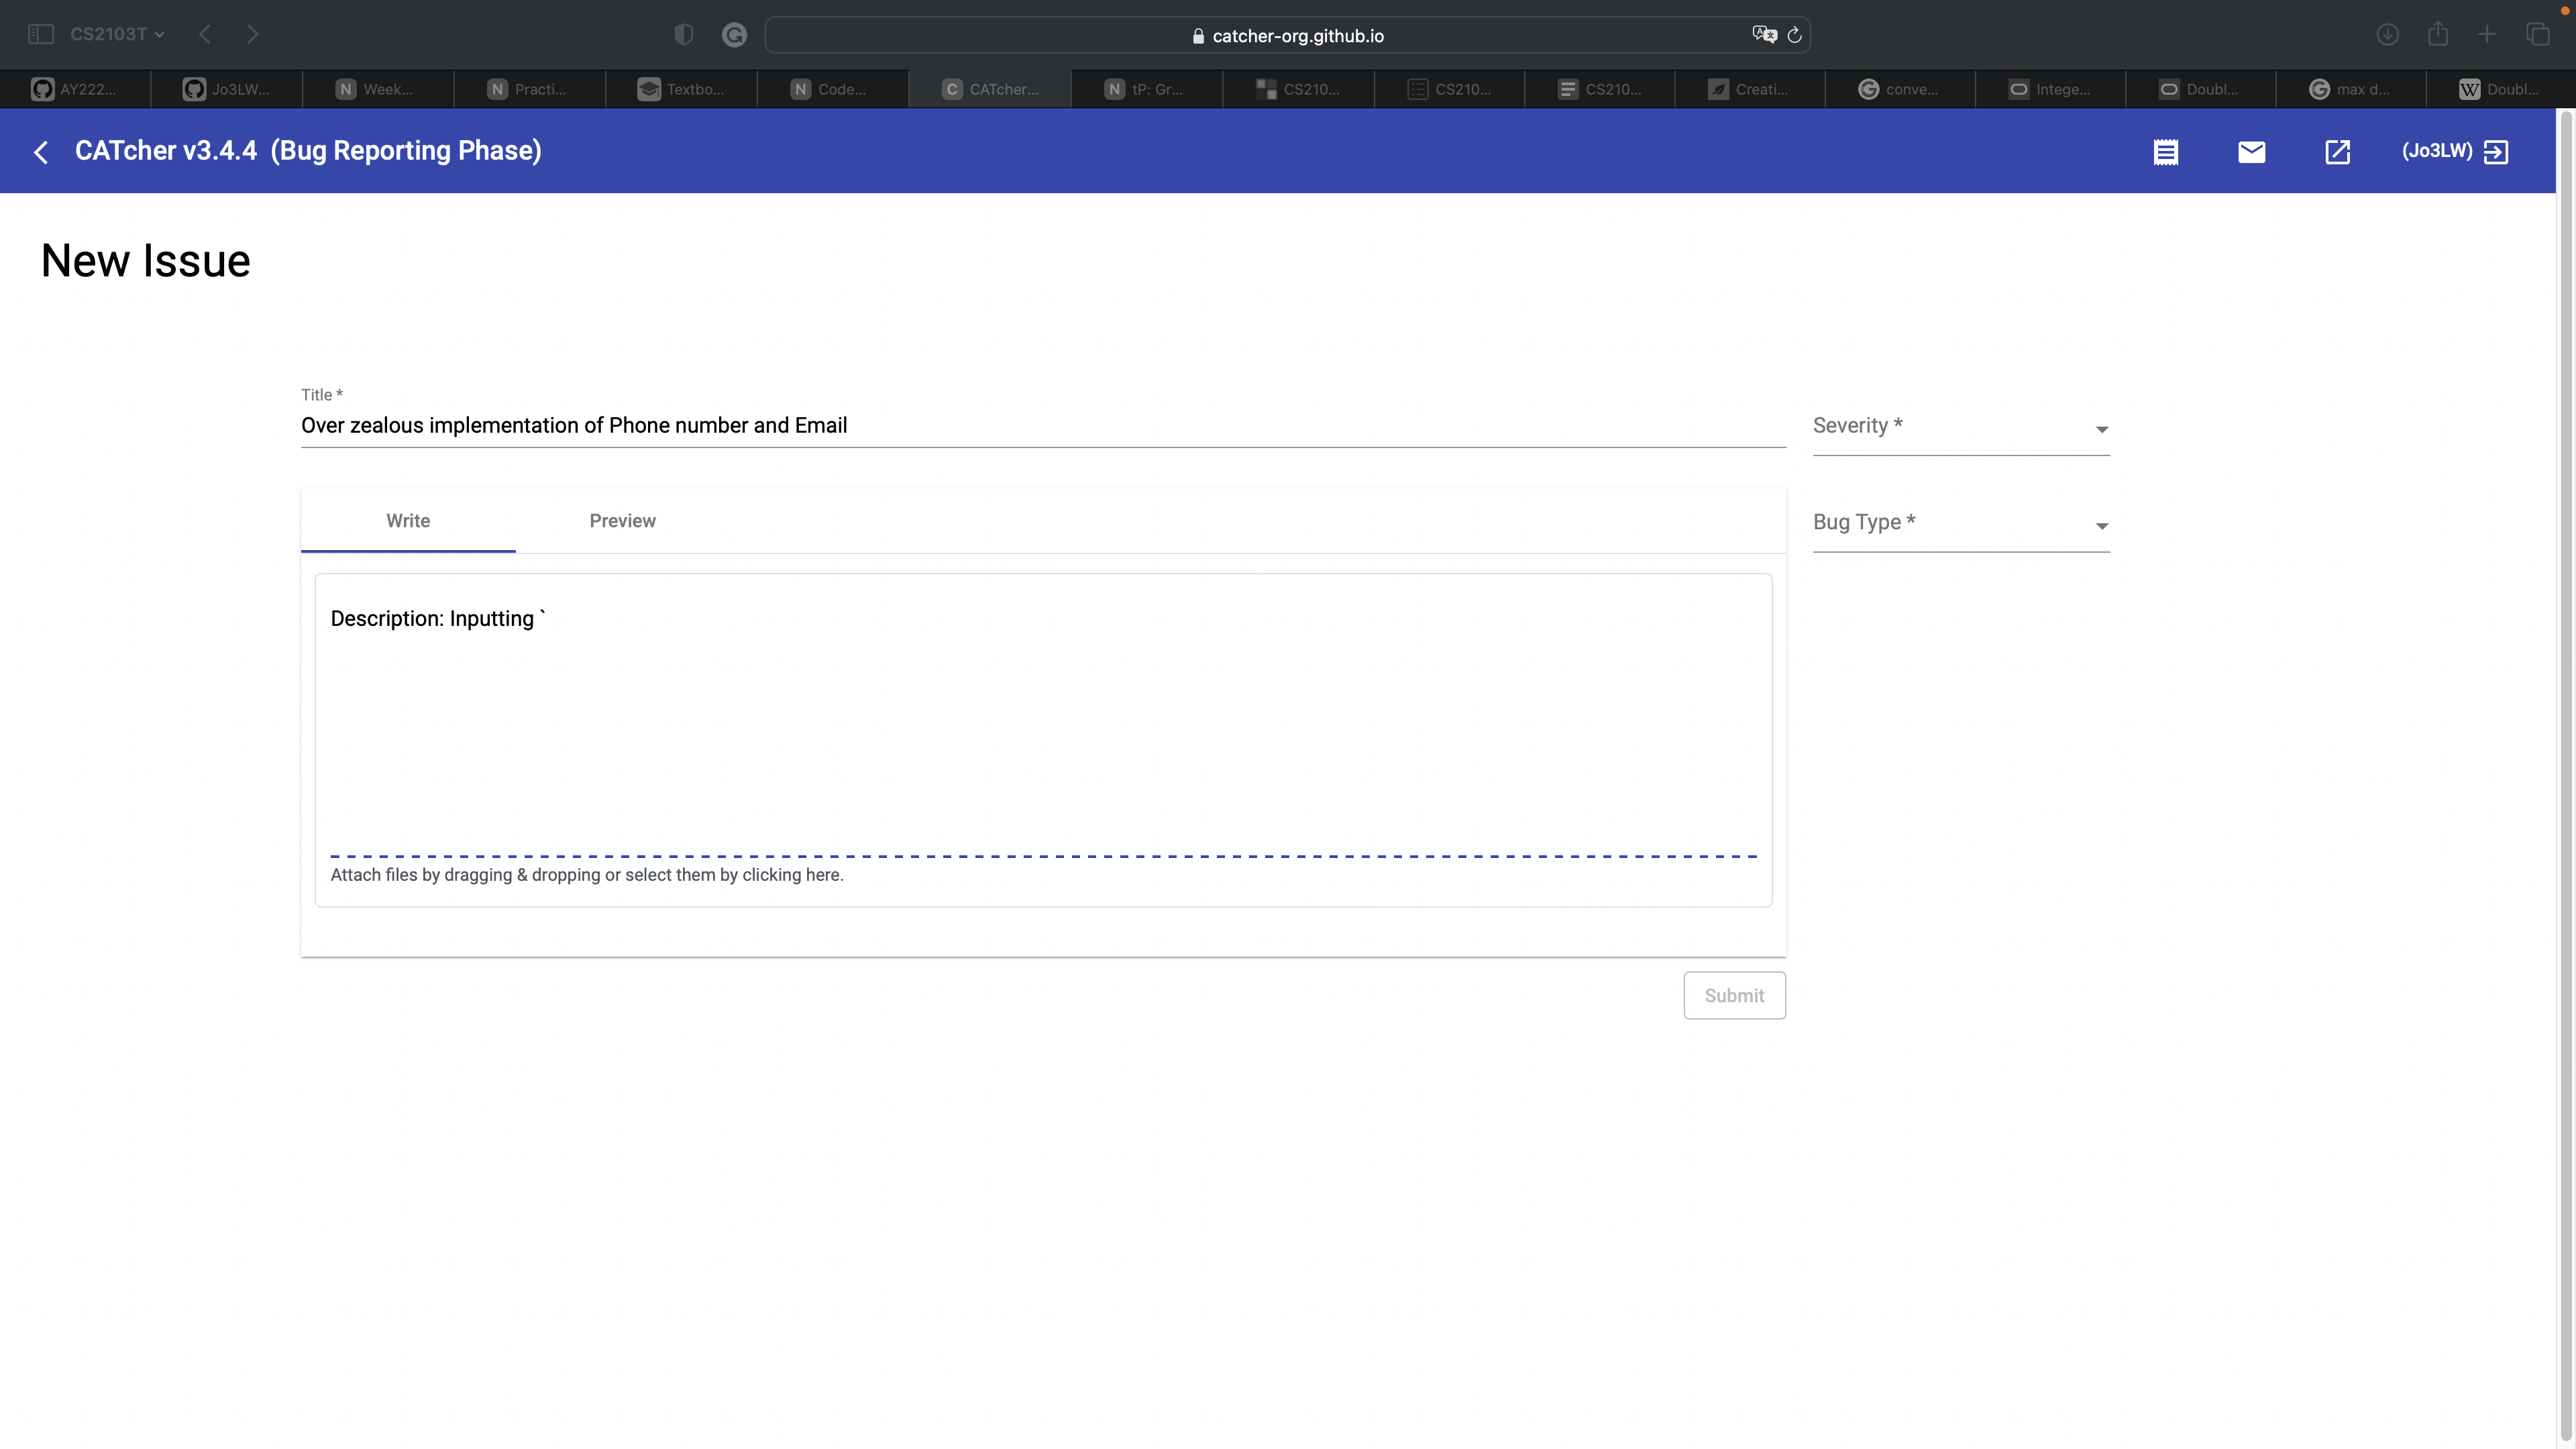 CS2103T
catcher-org.github.io
AY222...
Jo3LW...
Week...
Practi...
Textbo...
Code...
CATcher...
tP: Gr...
CS210...
CS210...
CS210...
Creati...
conve...
Intege...
Doubl...
max d...
Doubl...
CATcher v3.4.4 (Bug Reporting Phase)
(Jo3LW)
New Issue
Title *
Over zealous implementation of Phone number and Email
Severity *
Write
Preview
Bug Type *
Description: Inputting `
Attach files by dragging & dropping or select them by clicking here.
Submit